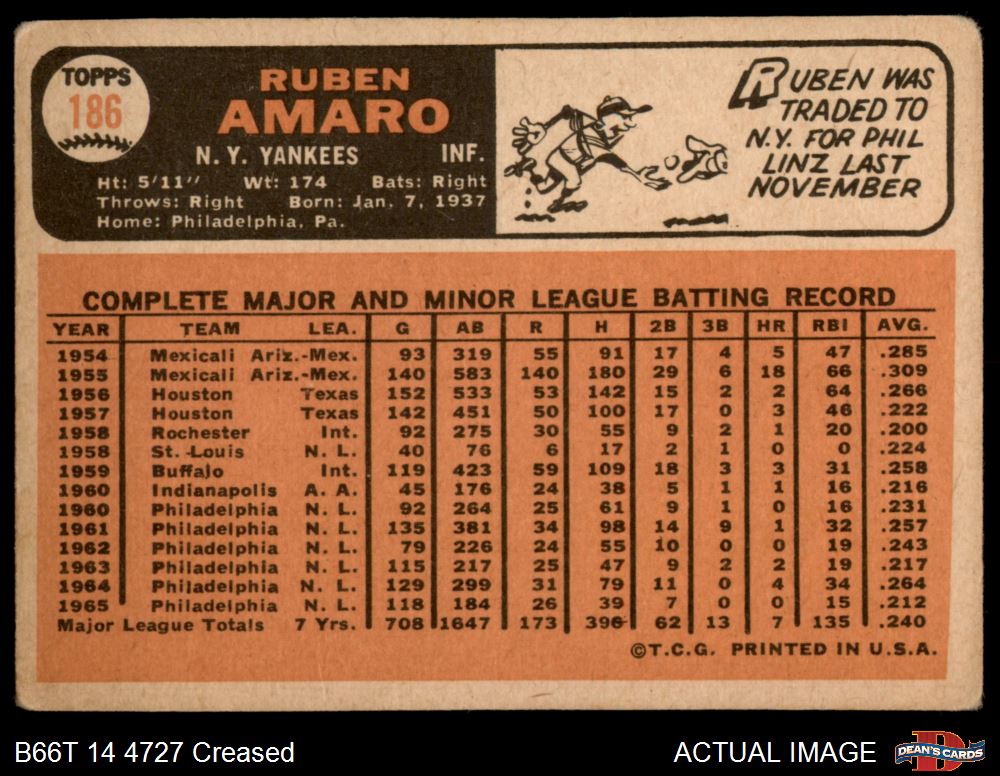 TOPPS
186
RUBEN
AMARO
N. Y. YANKEES INF.
Ht: 5'11" Wt: 174 Bats: Right
Throws: Right Born: Jan. 7, 1937
Home: Philadelphia, Pa.
RUBEN WAS
TRADED TO
N.Y. FOR PHIL
LINZ LAST
NOVEMBER
COMPLETE MAJOR AND MINOR LEAGUE BATTING RECORD
YEAR TEAM LEA. G AB R H 2B 3B HR RBI AVG.
1954 Mexicali Ariz.-Mex. 93 319 55 91 17 4 5 47 .285
1955 Mexicali Ariz.-Mex. 140 583 140 180 29 6 18 66 .309
1956 Houston Texas 152 533 53 142 15 2 2 64 .266
1957 Houston Texas 142 451 50 100 17 0 3 46 .222
1958 Rochester Int. 92 275 30 55 9 2 1 20 .200
1958 St. Louis N. L. 40 76 6 17 2 1 0 0 .224
1959 Buffalo Int. 119 423 59 109 18 3 3 31 .258
1960 Indianapolis A. A. 45 176 24 38 5 1 1 16 .216
1960 Philadelphia N. L. 92 264 25 61 9 1 0 16 .231
1961 Philadelphia N. L. 135 381 34 98 14 9 1 32 .257
1962 Philadelphia N. L. 79 226 24 55 10 0 0 19 .243
1963 Philadelphia N. L. 115 217 25 47 9 2 2 19 .217
1964 Philadelphia N. L. 129 299 31 79 11 0 4 34 .264
1965 Philadelphia N. L. 118 184 26 39 7 0 0 15 .212
Major League Totals 7 Yrs. 708 1647 173 396 62 13 7 135 .240
©T.C.G. PRINTED IN U.S.A.
B66T 14 4727 Creased ACTUAL IMAGE
D
DEAN'S CARDS